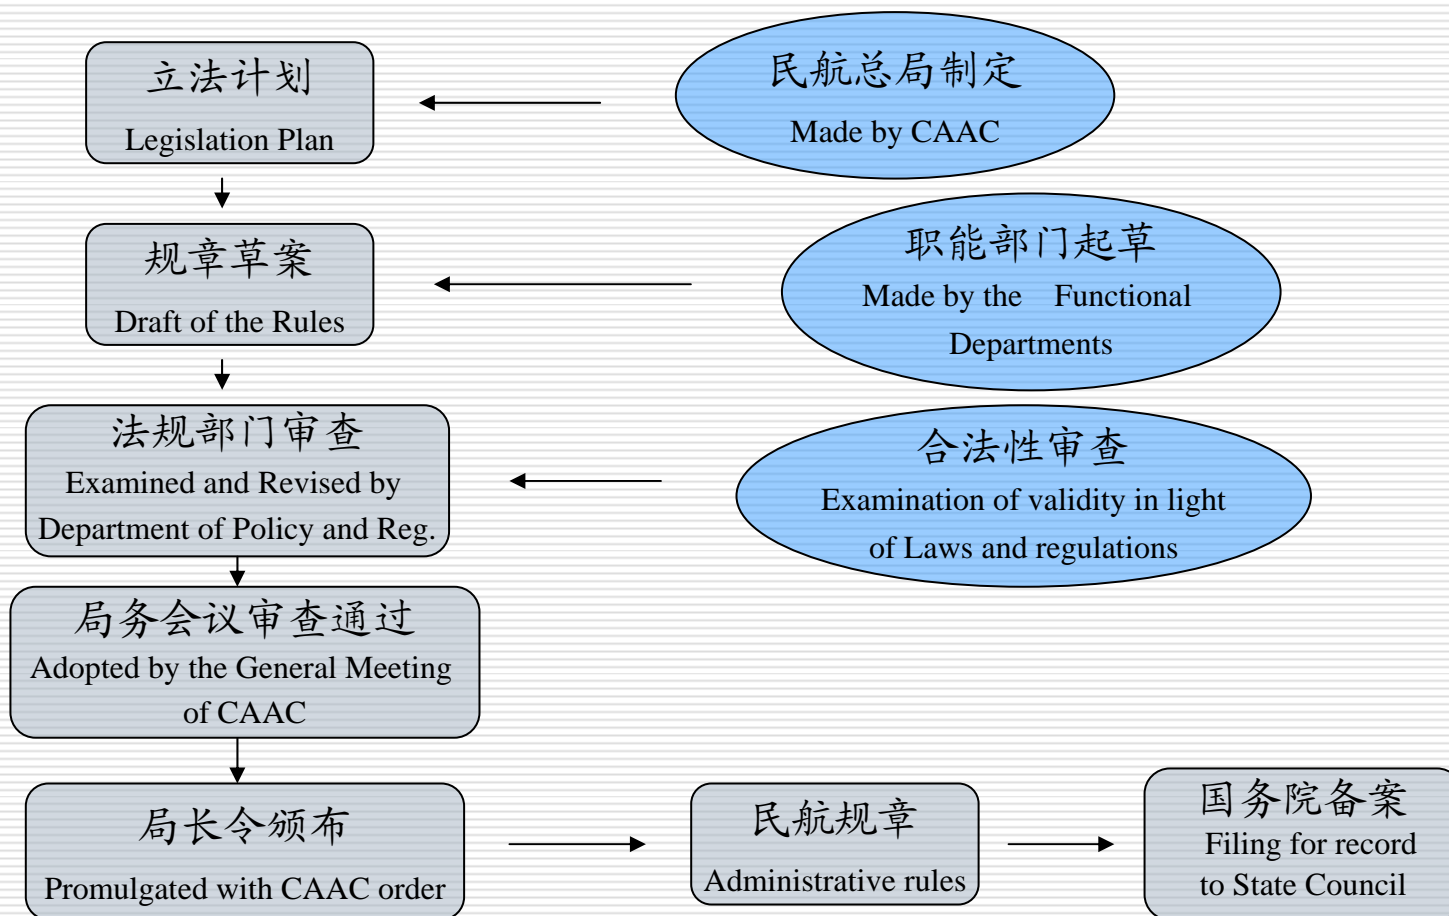 立法计划
Legislation Plan
民航总局制定
Made by CAAC
规章草案
Draft of the Rules
职能部门起草
Made by the Functional
Departments
法规部门审查
Examined and Revised by
Department of Policy and Reg.
合法性审查
Examination of validity in light
of Laws and regulations
局务会议审查通过
Adopted by the General Meeting
of CAAC
局长令颁布
Promulgated with CAAC order
民航规章
Administrative rules
国务院备案
Filing for record
to State Council